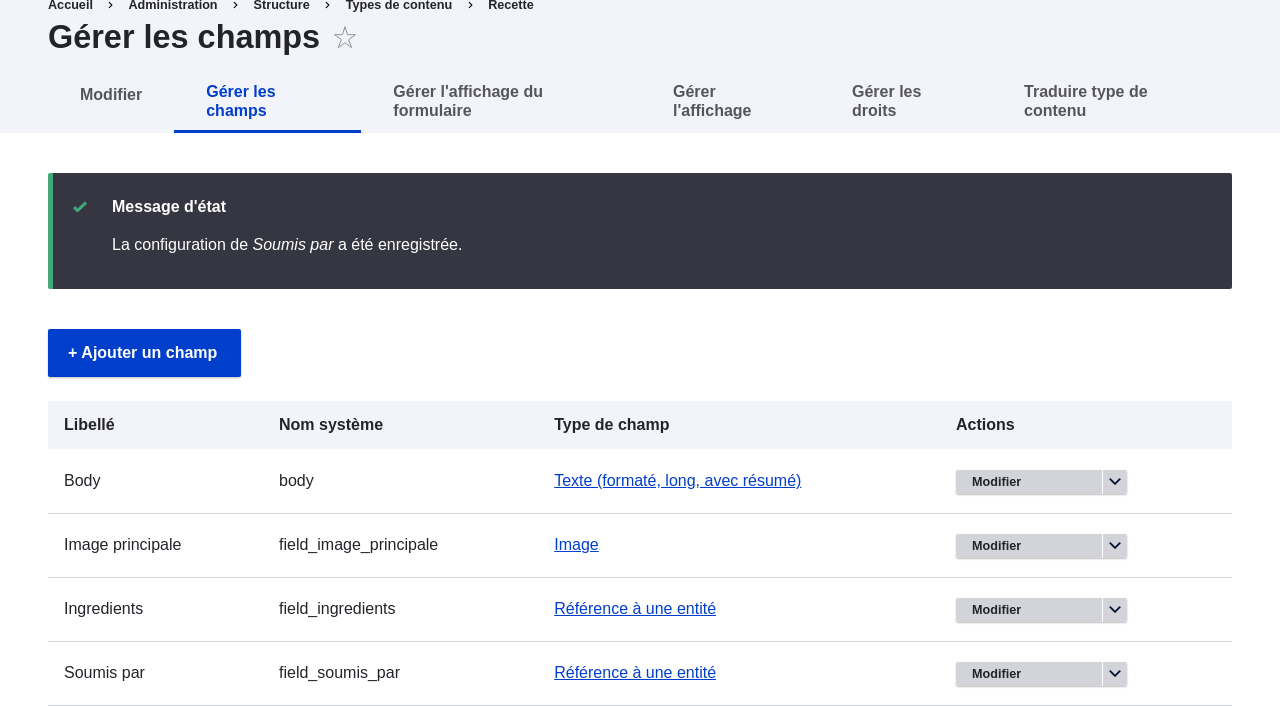 Accueil > Administration > Structure > Types de contenu > Recette
Gérer les champs ☆
Modifier
Gérer les
champs
Gérer l'affichage du
formulaire
Gérer
l'affichage
Gérer les
droits
Traduire type de
contenu
Message d'état
La configuration de Soumis par a été enregistrée.
+ Ajouter un champ
Libellé Nom système Type de champ Actions
Body body Texte (formaté, long, avec résumé) Modifier
Image principale field_image_principale Image Modifier
Ingredients field_ingredients Référence à une entité Modifier
Soumis par field_soumis_par Référence à une entité Modifier